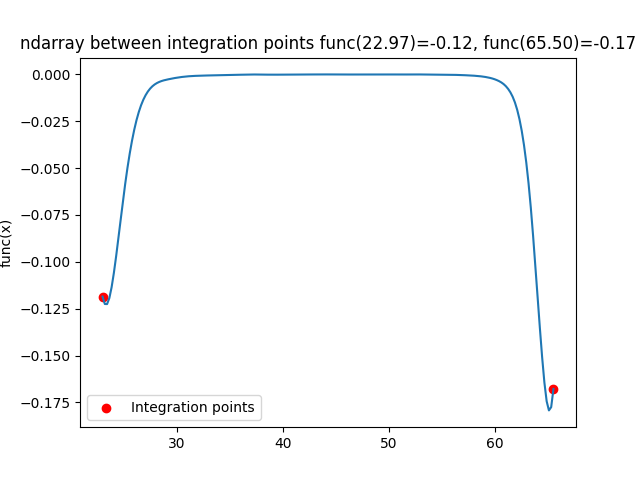 ndarray between integration points func(22.97)=-0.12, func(65.50)=-0.17
0.000
−0.025
−0.050
−0.075
−0.100
−0.125
−0.150
−0.175
func(x)
Integration points
30 40 50 60